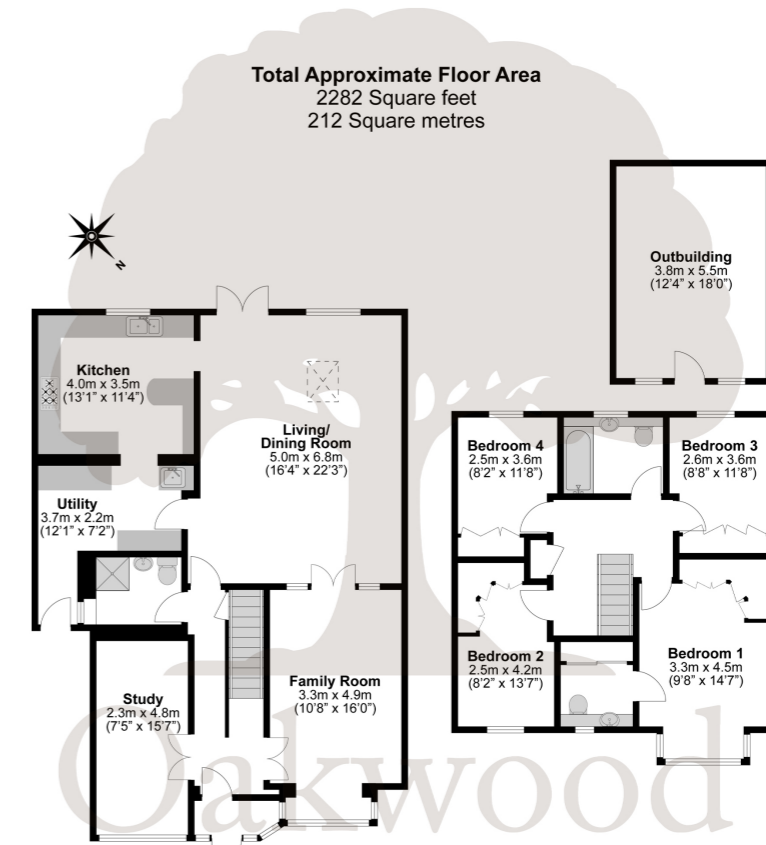 Total Approximate Floor Area
2282 Square feet
212 Square metres
N
Outbuilding
3.8m x 5.5m
(12'4" x 18'0")
Kitchen
4.0m x 3.5m
(13'1" x 11'4")
Living/
Dining Room
5.0m x 6.8m
(16'4" x 22'3")
Utility
3.7m x 2.2m
(12'1" x 7'2")
Study
2.3m x 4.8m
(7'5" x 15'7")
Family Room
3.3m x 4.9m
(10'8" x 16'0")
Bedroom 4
2.5m x 3.6m
(8'2" x 11'8")
Bedroom 3
2.6m x 3.6m
(8'8" x 11'8")
Bedroom 2
2.5m x 4.2m
(8'2" x 13'7")
Bedroom 1
3.3m x 4.5m
(9'8" x 14'7")
Oakwood